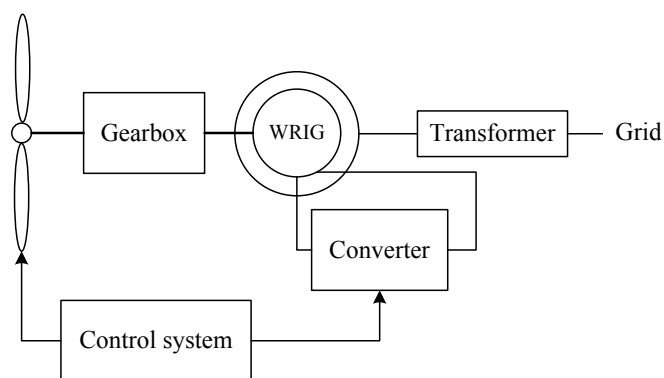 Gearbox
WRIG
Transformer
Grid
Converter
Control system